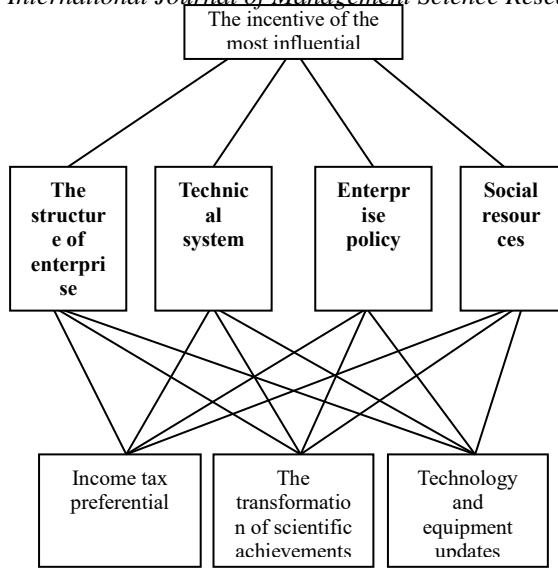 International Journal of Management Science Rese
The incentive of the
most influential
The
structur
e of
enterpri
se
Technic
al
system
Enterpr
ise
policy
Social
resour
ces
Income tax
preferential
The
transformatio
n of scientific
achievements
Technology
and
equipment
updates